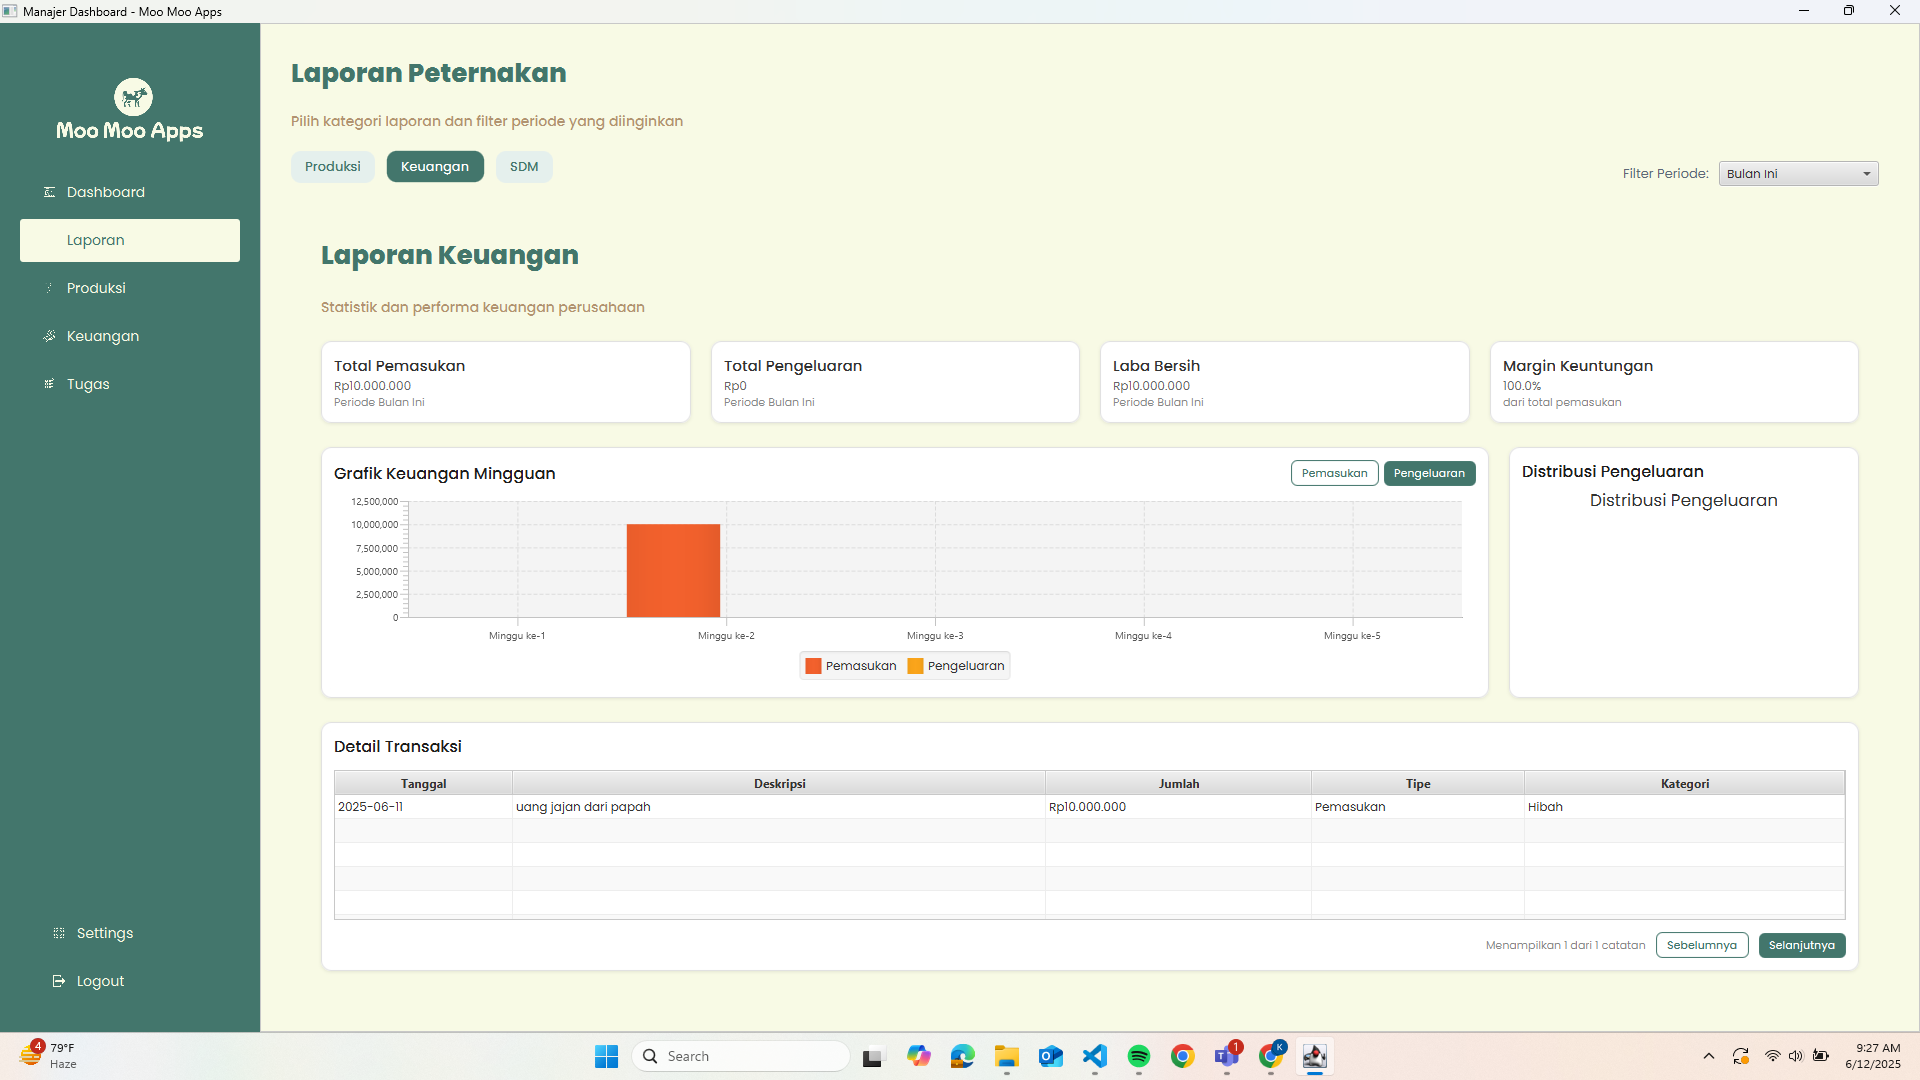 Manajer Dashboard - Moo Moo Apps
Moo Moo Apps
Dashboard
Laporan
Produksi
Keuangan
Tugas
Settings
Logout
Laporan Peternakan
Pilih kategori laporan dan filter periode yang diinginkan
Produksi Keuangan SDM
Filter Periode: Bulan Ini
Laporan Keuangan
Statistik dan performa keuangan perusahaan
Total Pemasukan
Rp10.000.000
Periode Bulan Ini
Total Pengeluaran
Rp0
Periode Bulan Ini
Laba Bersih
Rp10.000.000
Periode Bulan Ini
Margin Keuntungan
100.0%
dari total pemasukan
Grafik Keuangan Mingguan
Pemasukan Pengeluaran
12,500,000
10,000,000
7,500,000
5,000,000
2,500,000
0
Minggu ke-1 Minggu ke-2 Minggu ke-3 Minggu ke-4 Minggu ke-5
Pemasukan Pengeluaran
Distribusi Pengeluaran
Distribusi Pengeluaran
Detail Transaksi
Tanggal Deskripsi Jumlah Tipe Kategori
2025-06-11 uang jajan dari papah Rp10.000.000 Pemasukan Hibah
Menampilkan 1 dari 1 catatan Sebelumnya Selanjutnya
4
79°F
Haze
Search
1
K
9:27 AM
6/12/2025